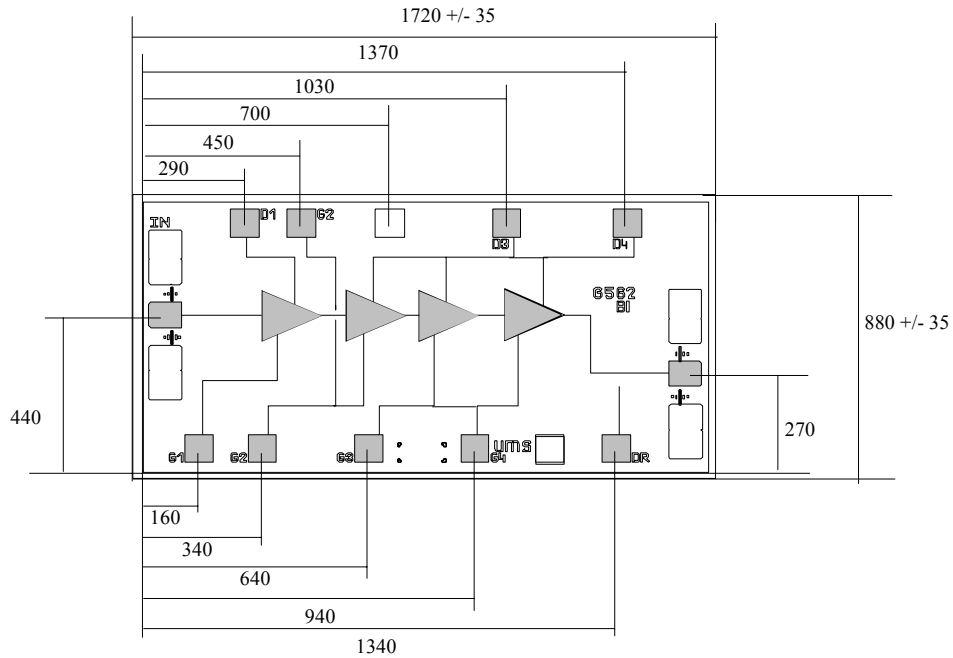 1720 +/- 35
1370
1030
700
450
290
IN
D1
G2
D3
D4
G582
BI
880 +/- 35
440
270
G1
G2
G3
ums
G4
DR
160
340
640
940
1340